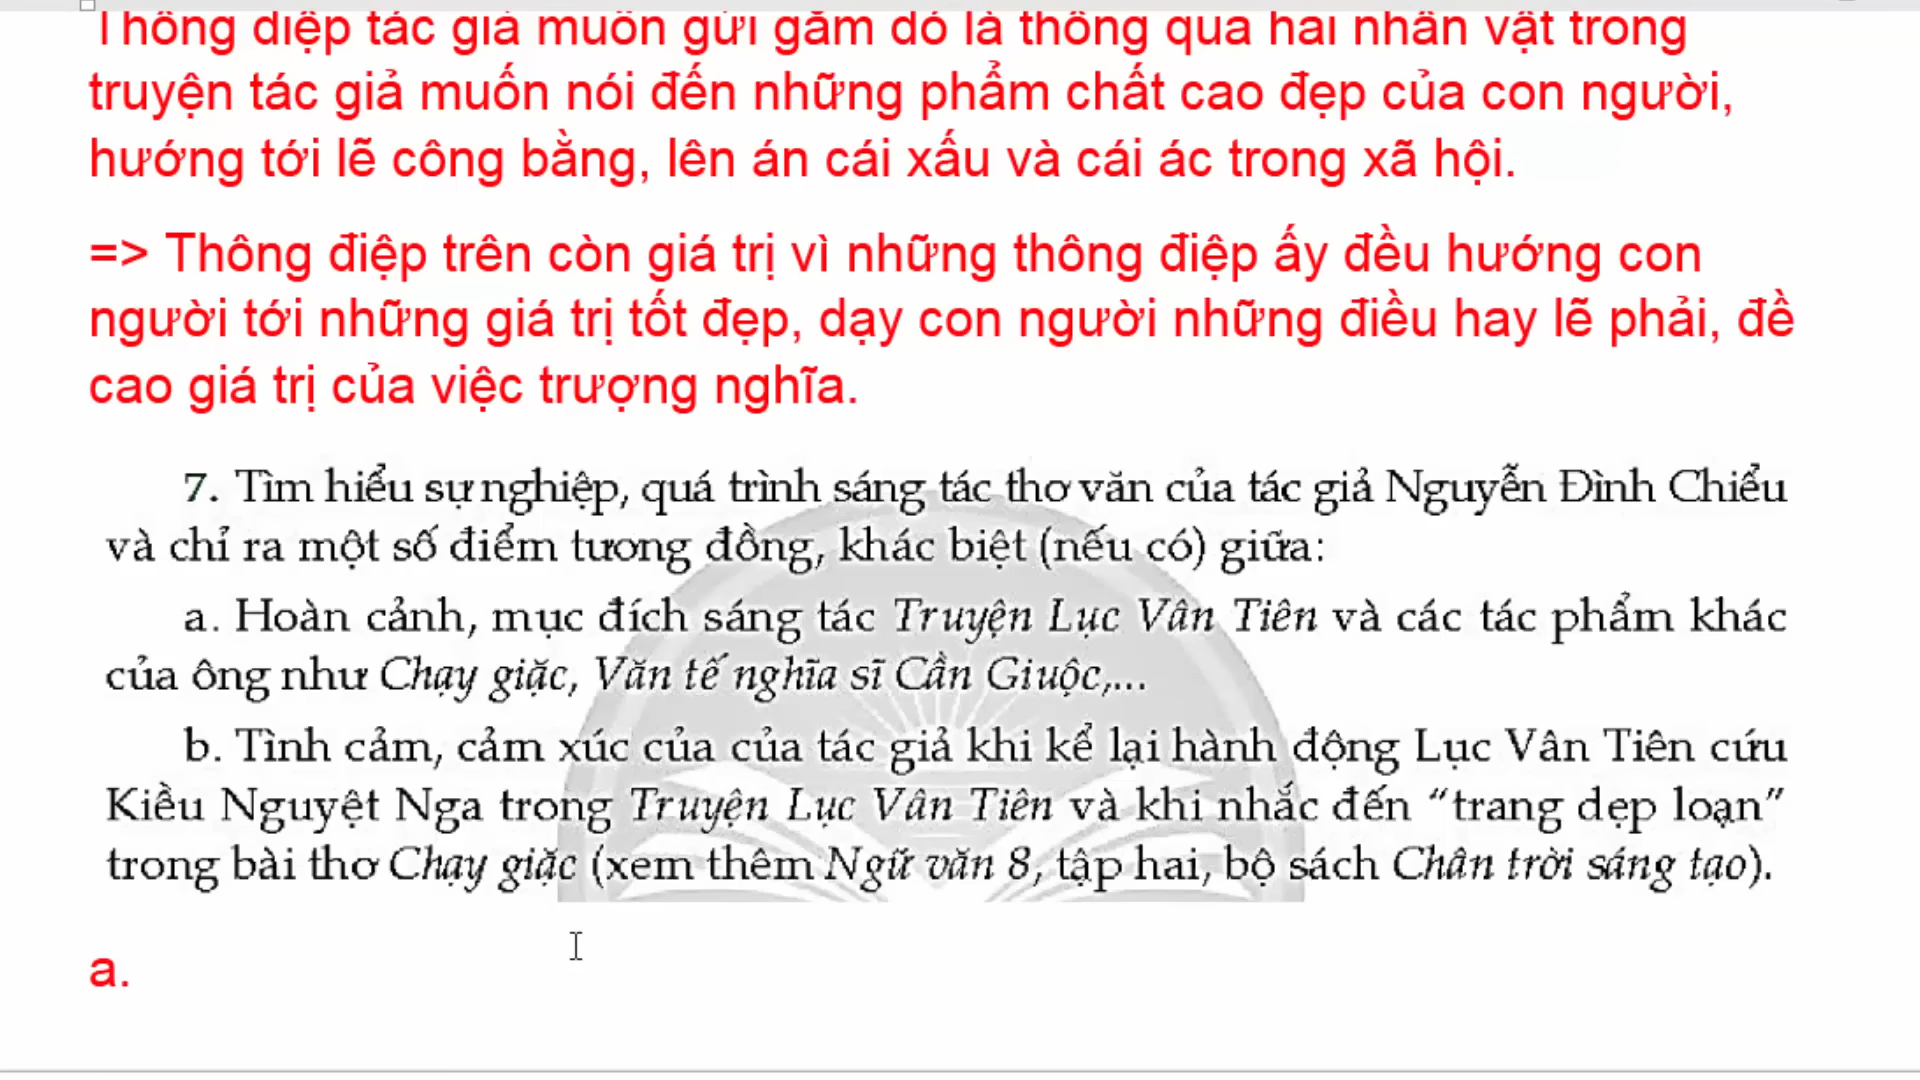 Thông điệp tác giả muốn gửi gắm đó là thông qua hai nhân vật trong
truyện tác giả muốn nói đến những phẩm chất cao đẹp của con người,
hướng tới lẽ công bằng, lên án cái xấu và cái ác trong xã hội.
=> Thông điệp trên còn giá trị vì những thông điệp ấy đều hướng con
người tới những giá trị tốt đẹp, dạy con người những điều hay lẽ phải, đề
cao giá trị của việc trượng nghĩa.
7. Tìm hiểu sự nghiệp, quá trình sáng tác thơ văn của tác giả Nguyễn Đình Chiểu
và chỉ ra một số điểm tương đồng, khác biệt (nếu có) giữa:
a. Hoàn cảnh, mục đích sáng tác Truyện Lục Vân Tiên và các tác phẩm khác
của ông như Chạy giặc, Văn tế nghĩa sĩ Cần Giuộc,...
b. Tình cảm, cảm xúc của của tác giả khi kể lại hành động Lục Vân Tiên cứu
Kiều Nguyệt Nga trong Truyện Lục Vân Tiên và khi nhắc đến “trang dẹp loạn”
trong bài thơ Chạy giặc (xem thêm Ngữ văn 8, tập hai, bộ sách Chân trời sáng tạo).
a.